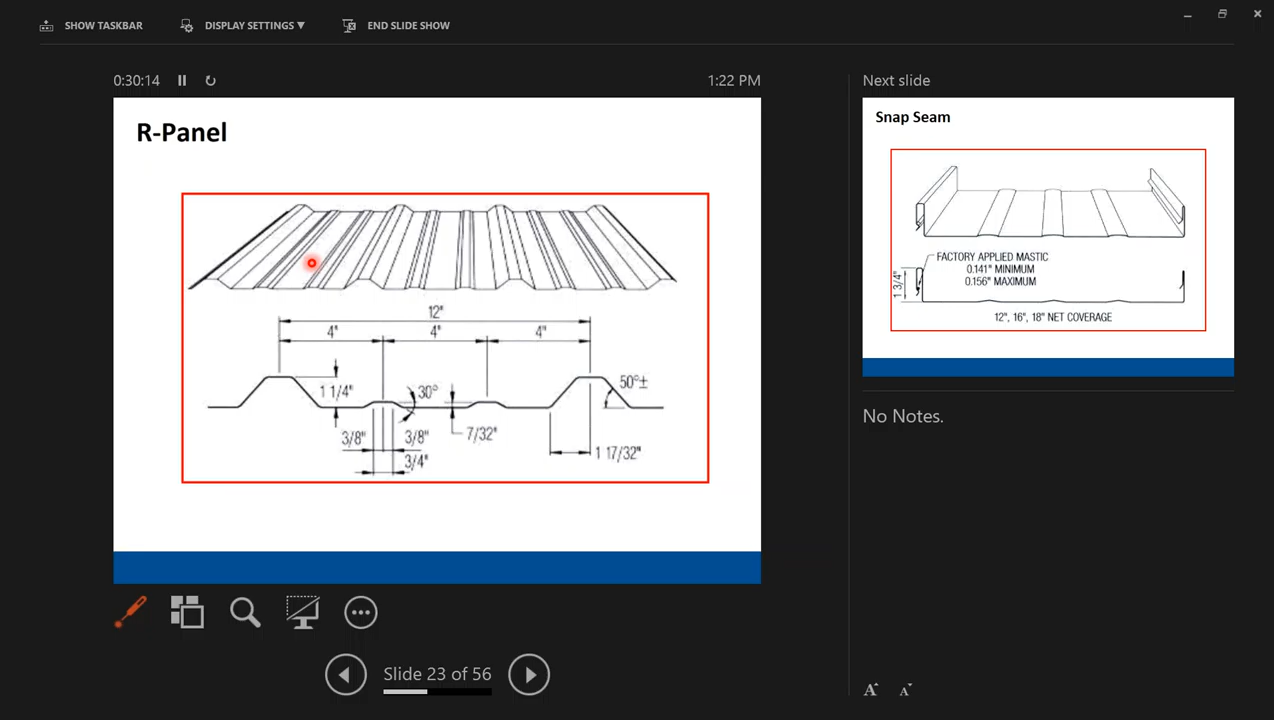 SHOW TASKBAR
DISPLAY SETTINGS ▼
END SLIDE SHOW
0:30:14
1:22 PM
R-Panel
12"
4" 4" 4"
1 1/4"
30°
50°±
3/8" 3/8"
7/32"
3/4"
1 17/32"
Next slide
Snap Seam
FACTORY APPLIED MASTIC
0.141" MINIMUM
0.156" MAXIMUM
1 3/4"
12", 16", 18" NET COVERAGE
No Notes.
Slide 23 of 56
A A